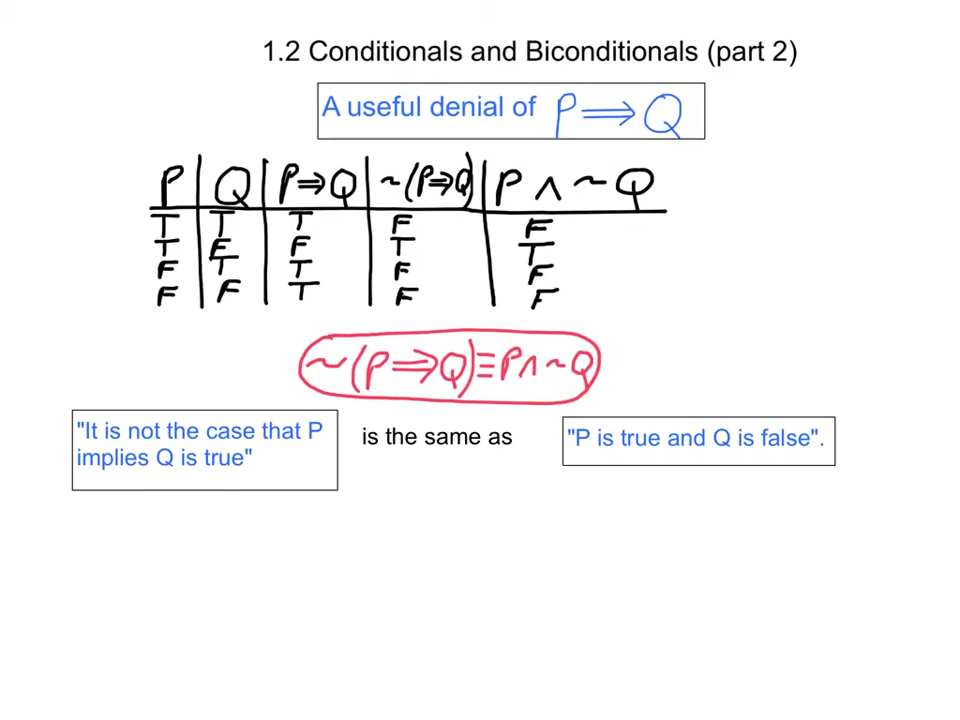 1.2 Conditionals and Biconditionals (part 2)
A useful denial of P ⟹ Q
P | Q | P⇒Q | ~(P⇒Q) | P ∧ ~Q
T | T | T | F | F
T | F | F | T | T
F | T | T | F | F
F | F | T | F | F
~(P⟹Q)≡P∧~Q
"It is not the case that P
implies Q is true"
is the same as
"P is true and Q is false".